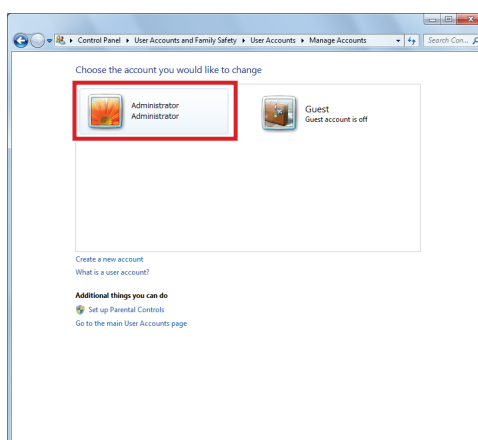 Control Panel ▸ User Accounts and Family Safety ▸ User Accounts ▸ Manage Accounts
Search Con...
Choose the account you would like to change
Administrator
Administrator
Guest
Guest account is off
Create a new account
What is a user account?
Additional things you can do
Set up Parental Controls
Go to the main User Accounts page